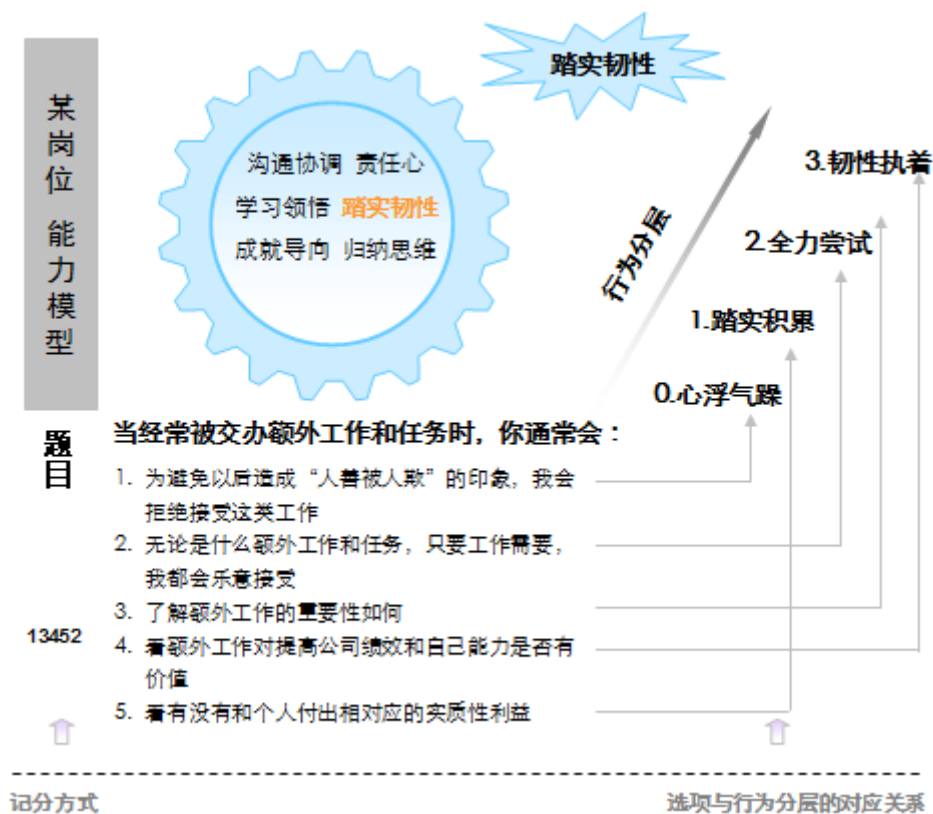 踏实韧性
某岗位 能力模型
沟通协调 责任心
学习领悟 踏实韧性
成就导向 归纳思维
行为分层
3.韧性执着
2.全力尝试
1.踏实积累
0.心浮气躁
题目
当经常被交办额外工作和任务时，你通常会：
1. 为避免以后造成“人善被人欺”的印象，我会
拒绝接受这类工作
2. 无论是什么额外工作和任务，只要工作需要，
我都会乐意接受
3. 了解额外工作的重要性如何
13452
4. 看额外工作对提高公司绩效和自己能力是否有
价值
5. 看有没有和个人付出相对应的实质性利益
记分方式
选项与行为分层的对应关系